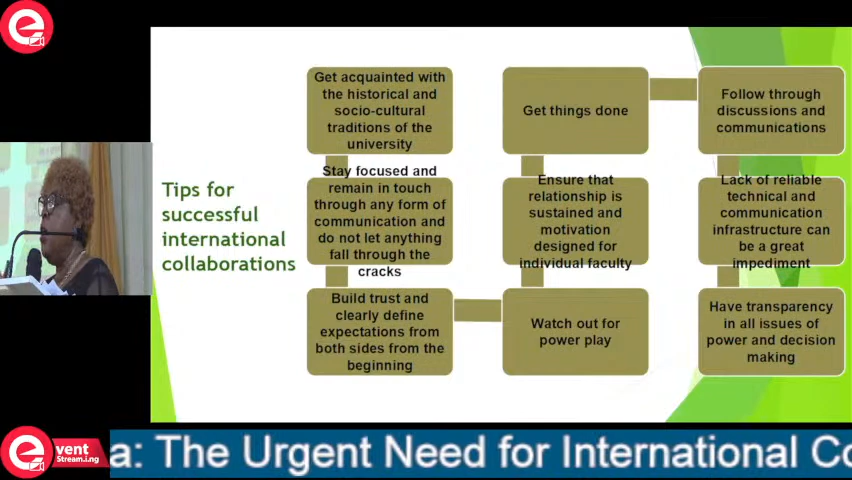 Tips for
successful
international
collaborations
Get acquainted with
the historical and
socio-cultural
traditions of the
university
Stay focused and
remain in touch
through any form of
communication and
do not let anything
fall through the
cracks
Build trust and
clearly define
expectations from
both sides from the
beginning
Watch out for
power play
Ensure that
relationship is
sustained and
motivation
designed for
individual faculty
Get things done
Follow through
discussions and
communications
Lack of reliable
technical and
communication
infrastructure can
be a great
impediment
Have transparency
in all issues of
power and decision
making
e
vent
Stream.i.ng
a: The Urgent Need for International Co